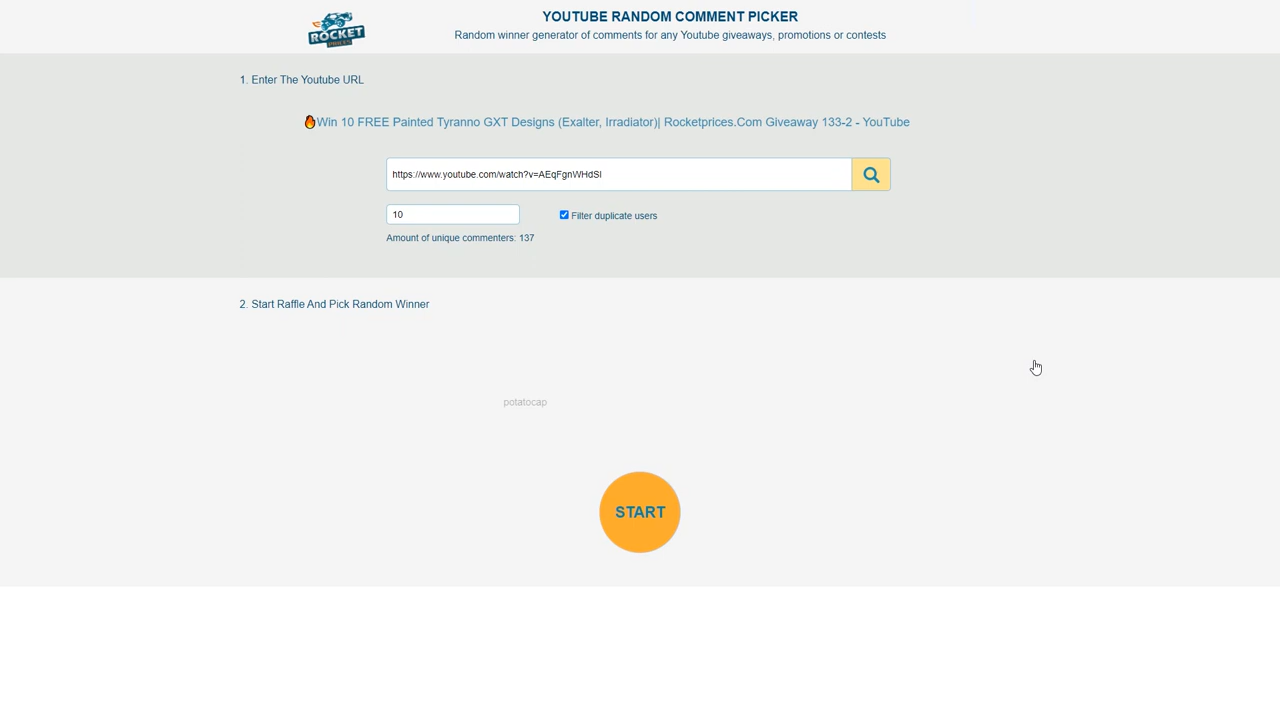 ROCKET
PRICES
YOUTUBE RANDOM COMMENT PICKER
Random winner generator of comments for any Youtube giveaways, promotions or contests
1. Enter The Youtube URL
🔥Win 10 FREE Painted Tyranno GXT Designs (Exalter, Irradiator)| Rocketprices.Com Giveaway 133-2 - YouTube
https://www.youtube.com/watch?v=AEqFgnWHdSI
10
Filter duplicate users
Amount of unique commenters: 137
2. Start Raffle And Pick Random Winner
potatocap
START